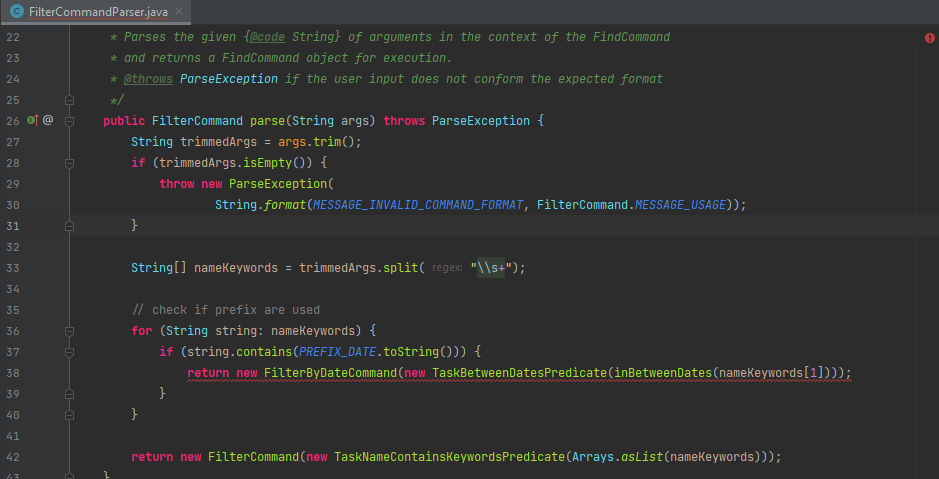 FilterCommandParser.java
22 * Parses the given {@code String} of arguments in the context of the FindCommand
23 * and returns a FindCommand object for execution.
24 * @throws ParseException if the user input does not conform the expected format
25 */
26 public FilterCommand parse(String args) throws ParseException {
27 String trimmedArgs = args.trim();
28 if (trimmedArgs.isEmpty()) {
29 throw new ParseException(
30 String.format(MESSAGE_INVALID_COMMAND_FORMAT, FilterCommand.MESSAGE_USAGE));
31 }
32
33 String[] nameKeywords = trimmedArgs.split( regex: "\\s+");
34
35 // check if prefix are used
36 for (String string: nameKeywords) {
37 if (string.contains(PREFIX_DATE.toString())) {
38 return new FilterByDateCommand(new TaskBetweenDatesPredicate(inBetweenDates(nameKeywords[1])));
39 }
40 }
41
42 return new FilterCommand(new TaskNameContainsKeywordsPredicate(Arrays.asList(nameKeywords)));
43 }